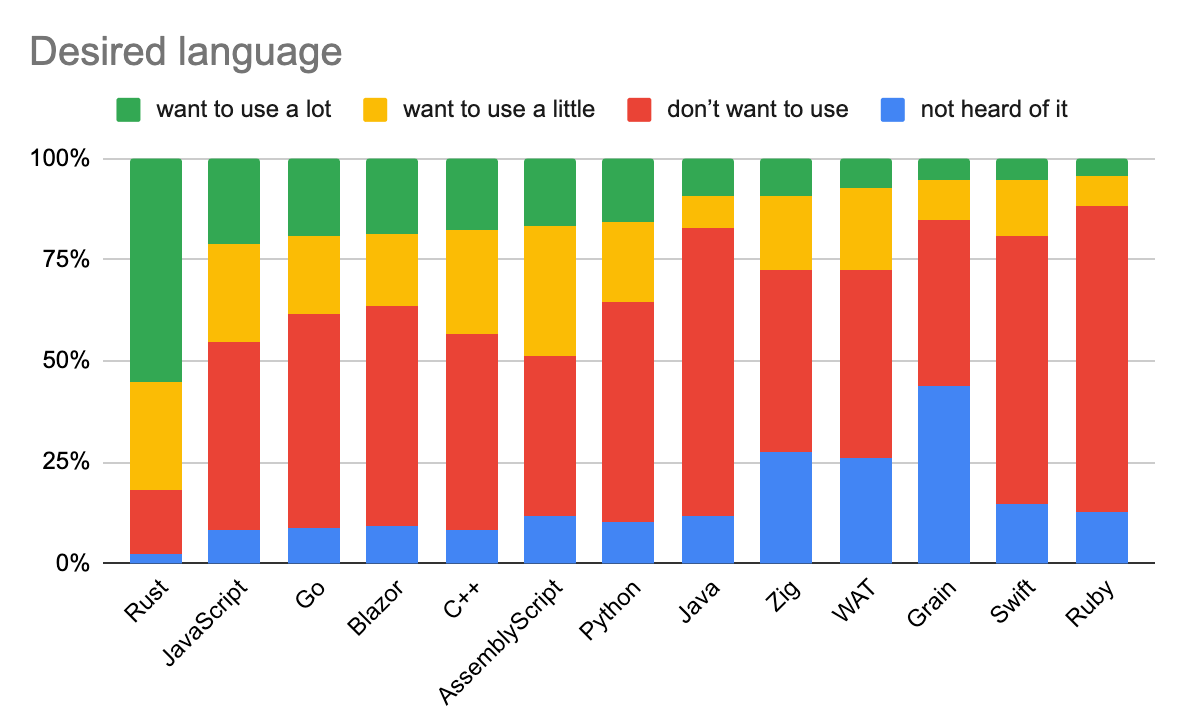 Desired language
want to use a lot want to use a little don’t want to use not heard of it
100%
75%
50%
25%
0%
Rust JavaScript Go Blazor C++ AssemblyScript Python Java Zig WAT Grain Swift Ruby